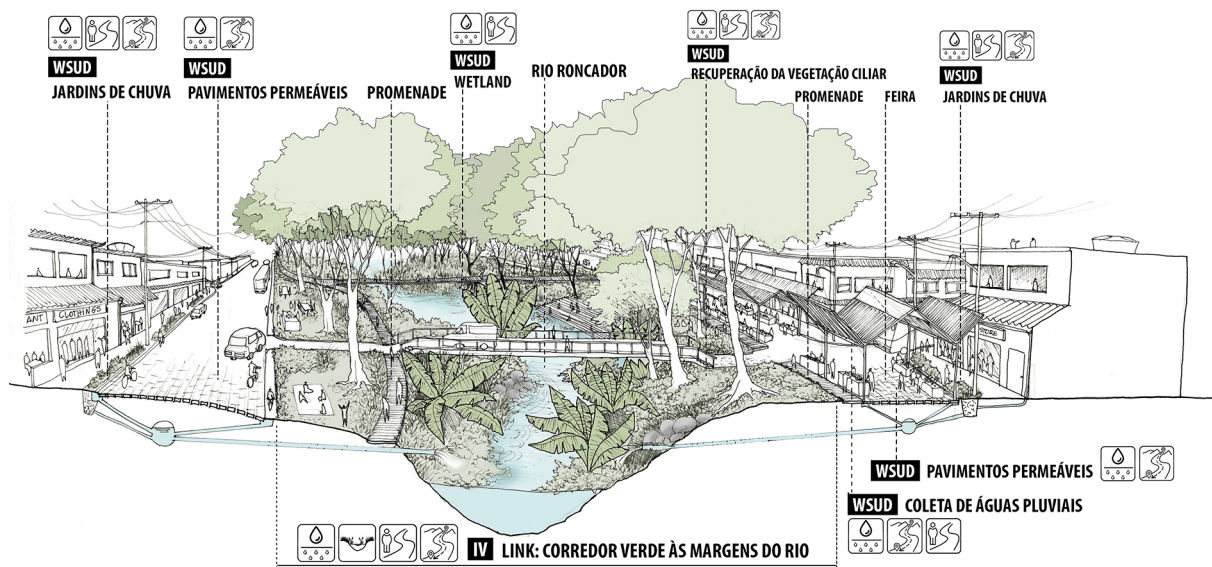 WSUD
JARDINS DE CHUVA
WSUD
PAVIMENTOS PERMEÁVEIS
PROMENADE
WSUD
WETLAND
RIO RONCADOR
WSUD
RECUPERAÇÃO DA VEGETAÇÃO CILIAR
PROMENADE
FEIRA
WSUD
JARDINS DE CHUVA
ANT
CLOTHINGS
STORE
WSUD PAVIMENTOS PERMEÁVEIS
WSUD COLETA DE ÁGUAS PLUVIAIS
IV LINK: CORREDOR VERDE ÀS MARGENS DO RIO